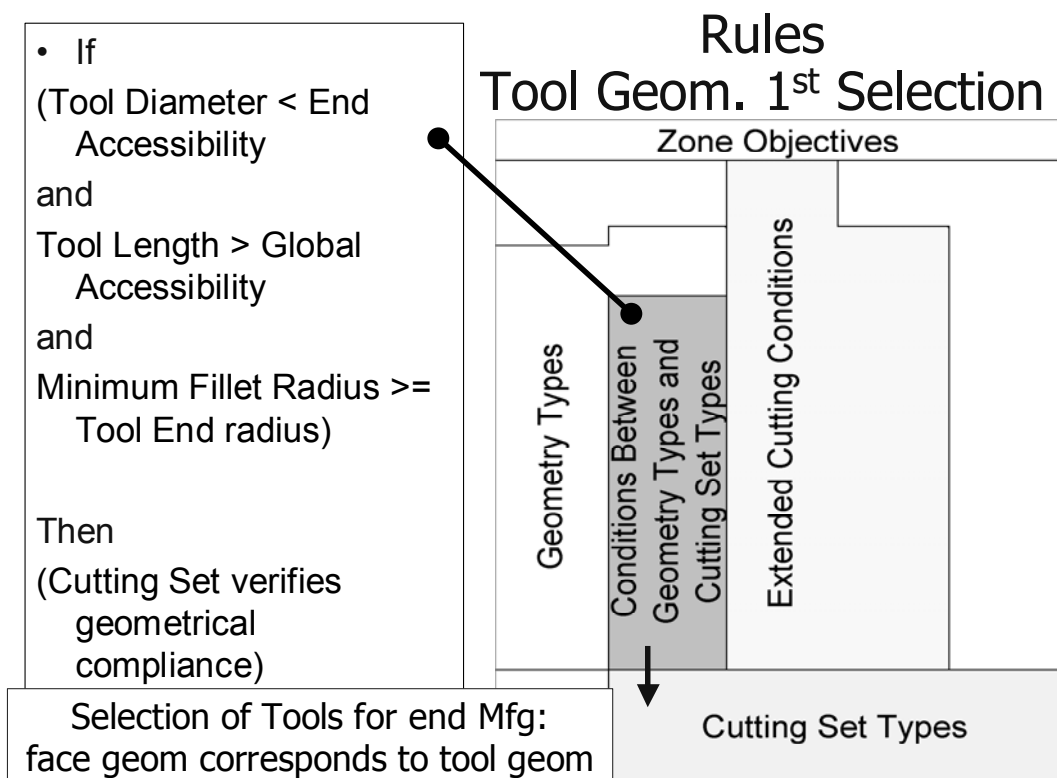 Rules
Tool Geom. 1st Selection
• If
(Tool Diameter < End
Accessibility
and
Tool Length > Global
Accessibility
and
Minimum Fillet Radius >=
Tool End radius)
Then
(Cutting Set verifies
geometrical
compliance)
Selection of Tools for end Mfg:
face geom corresponds to tool geom
Zone Objectives
Geometry Types
Conditions Between
Geometry Types and
Cutting Set Types
Extended Cutting Conditions
Cutting Set Types